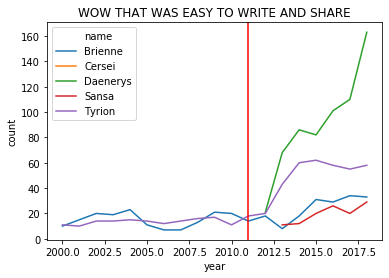 WOW THAT WAS EASY TO WRITE AND SHARE
name
Brienne
Cersei
Daenerys
Sansa
Tyrion
count
160
140
120
100
80
60
40
20
0
2000.0 2002.5 2005.0 2007.5 2010.0 2012.5 2015.0 2017.5
year